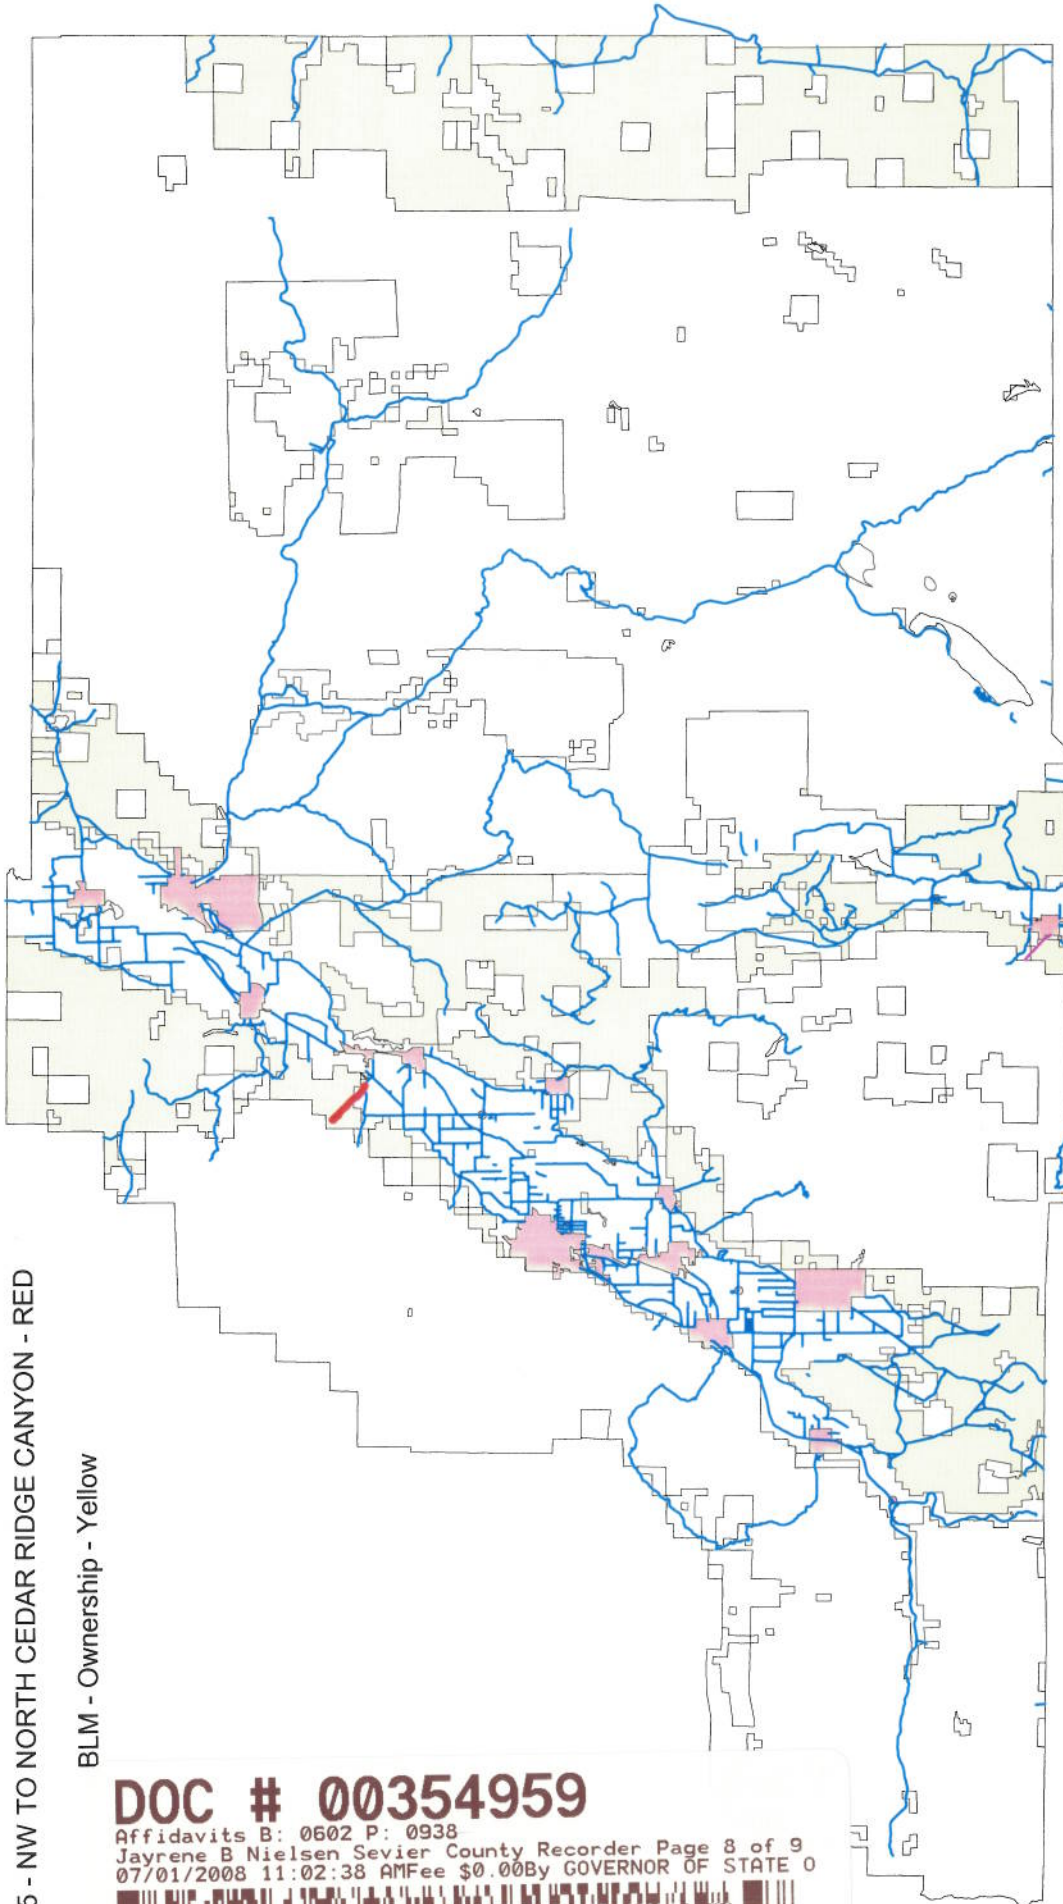 - NW TO NORTH CEDAR RIDGE CANYON - RED
BLM - Ownership - Yellow
DOC # 00354959
Affidavits B: 0602 P: 0938
Jayrene B Nielsen Sevier County Recorder Page 8 of 9
07/01/2008 11:02:38 AMFee $0.00By GOVERNOR OF STATE O